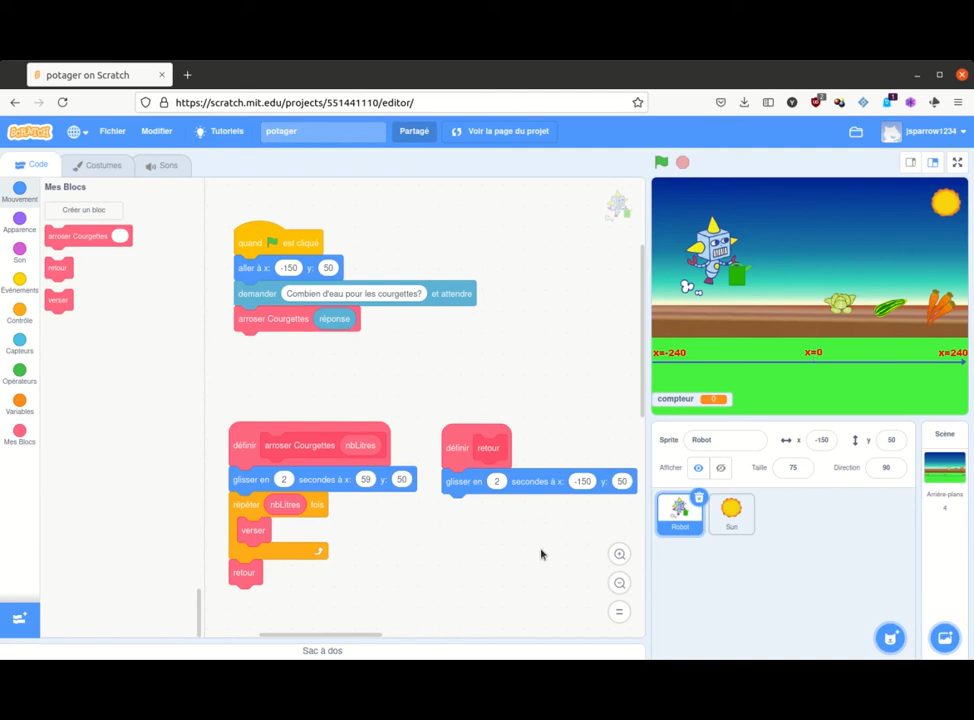 potager on Scratch
https://scratch.mit.edu/projects/551441110/editor/
2
1
SCRATCH
Fichier
Modifier
Tutoriels
potager
Partagé
Voir la page du projet
jsparrow1234
Code
Costumes
Sons
Mouvement
Apparence
Son
Événements
Contrôle
Capteurs
Opérateurs
Variables
Mes Blocs
Mes Blocs
Créer un bloc
arroser Courgettes
retour
verser
quand est cliqué
aller à x: -150 y: 50
demander Combien d'eau pour les courgettes? et attendre
arroser Courgettes réponse
définir arroser Courgettes nbLitres
glisser en 2 secondes à x: 59 y: 50
répéter nbLitres fois
verser
retour
définir retour
glisser en 2 secondes à x: -150 y: 50
Sac à dos
x=-240 x=0 x=240
compteur 0
Sprite Robot x -150 y 50
Afficher Taille 75 Direction 90
Robot
Sun
Scène
Arrière-plans
4